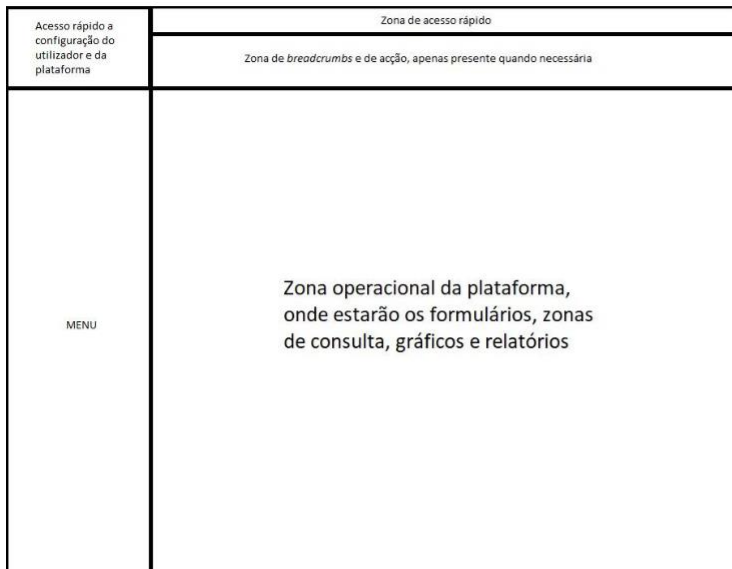 Acesso rápido a
configuração do
utilizador e da
plataforma
Zona de acesso rápido
Zona de breadcrumbs e de acção, apenas presente quando necessária
MENU
Zona operacional da plataforma,
onde estarão os formulários, zonas
de consulta, gráficos e relatórios